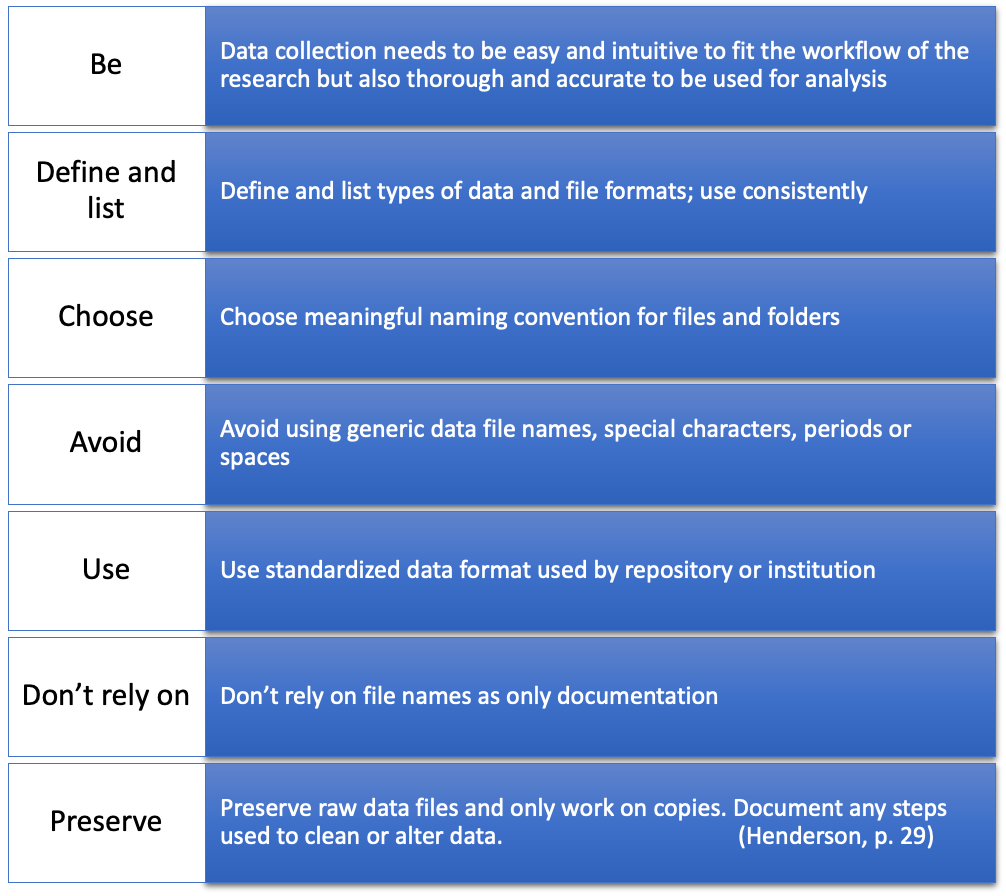 Be
Data collection needs to be easy and intuitive to fit the workflow of the
research but also thorough and accurate to be used for analysis
Define and
list
Define and list types of data and file formats; use consistently
Choose
Choose meaningful naming convention for files and folders
Avoid
Avoid using generic data file names, special characters, periods or
spaces
Use
Use standardized data format used by repository or institution
Don’t rely on
Don’t rely on file names as only documentation
Preserve
Preserve raw data files and only work on copies. Document any steps
used to clean or alter data. (Henderson, p. 29)